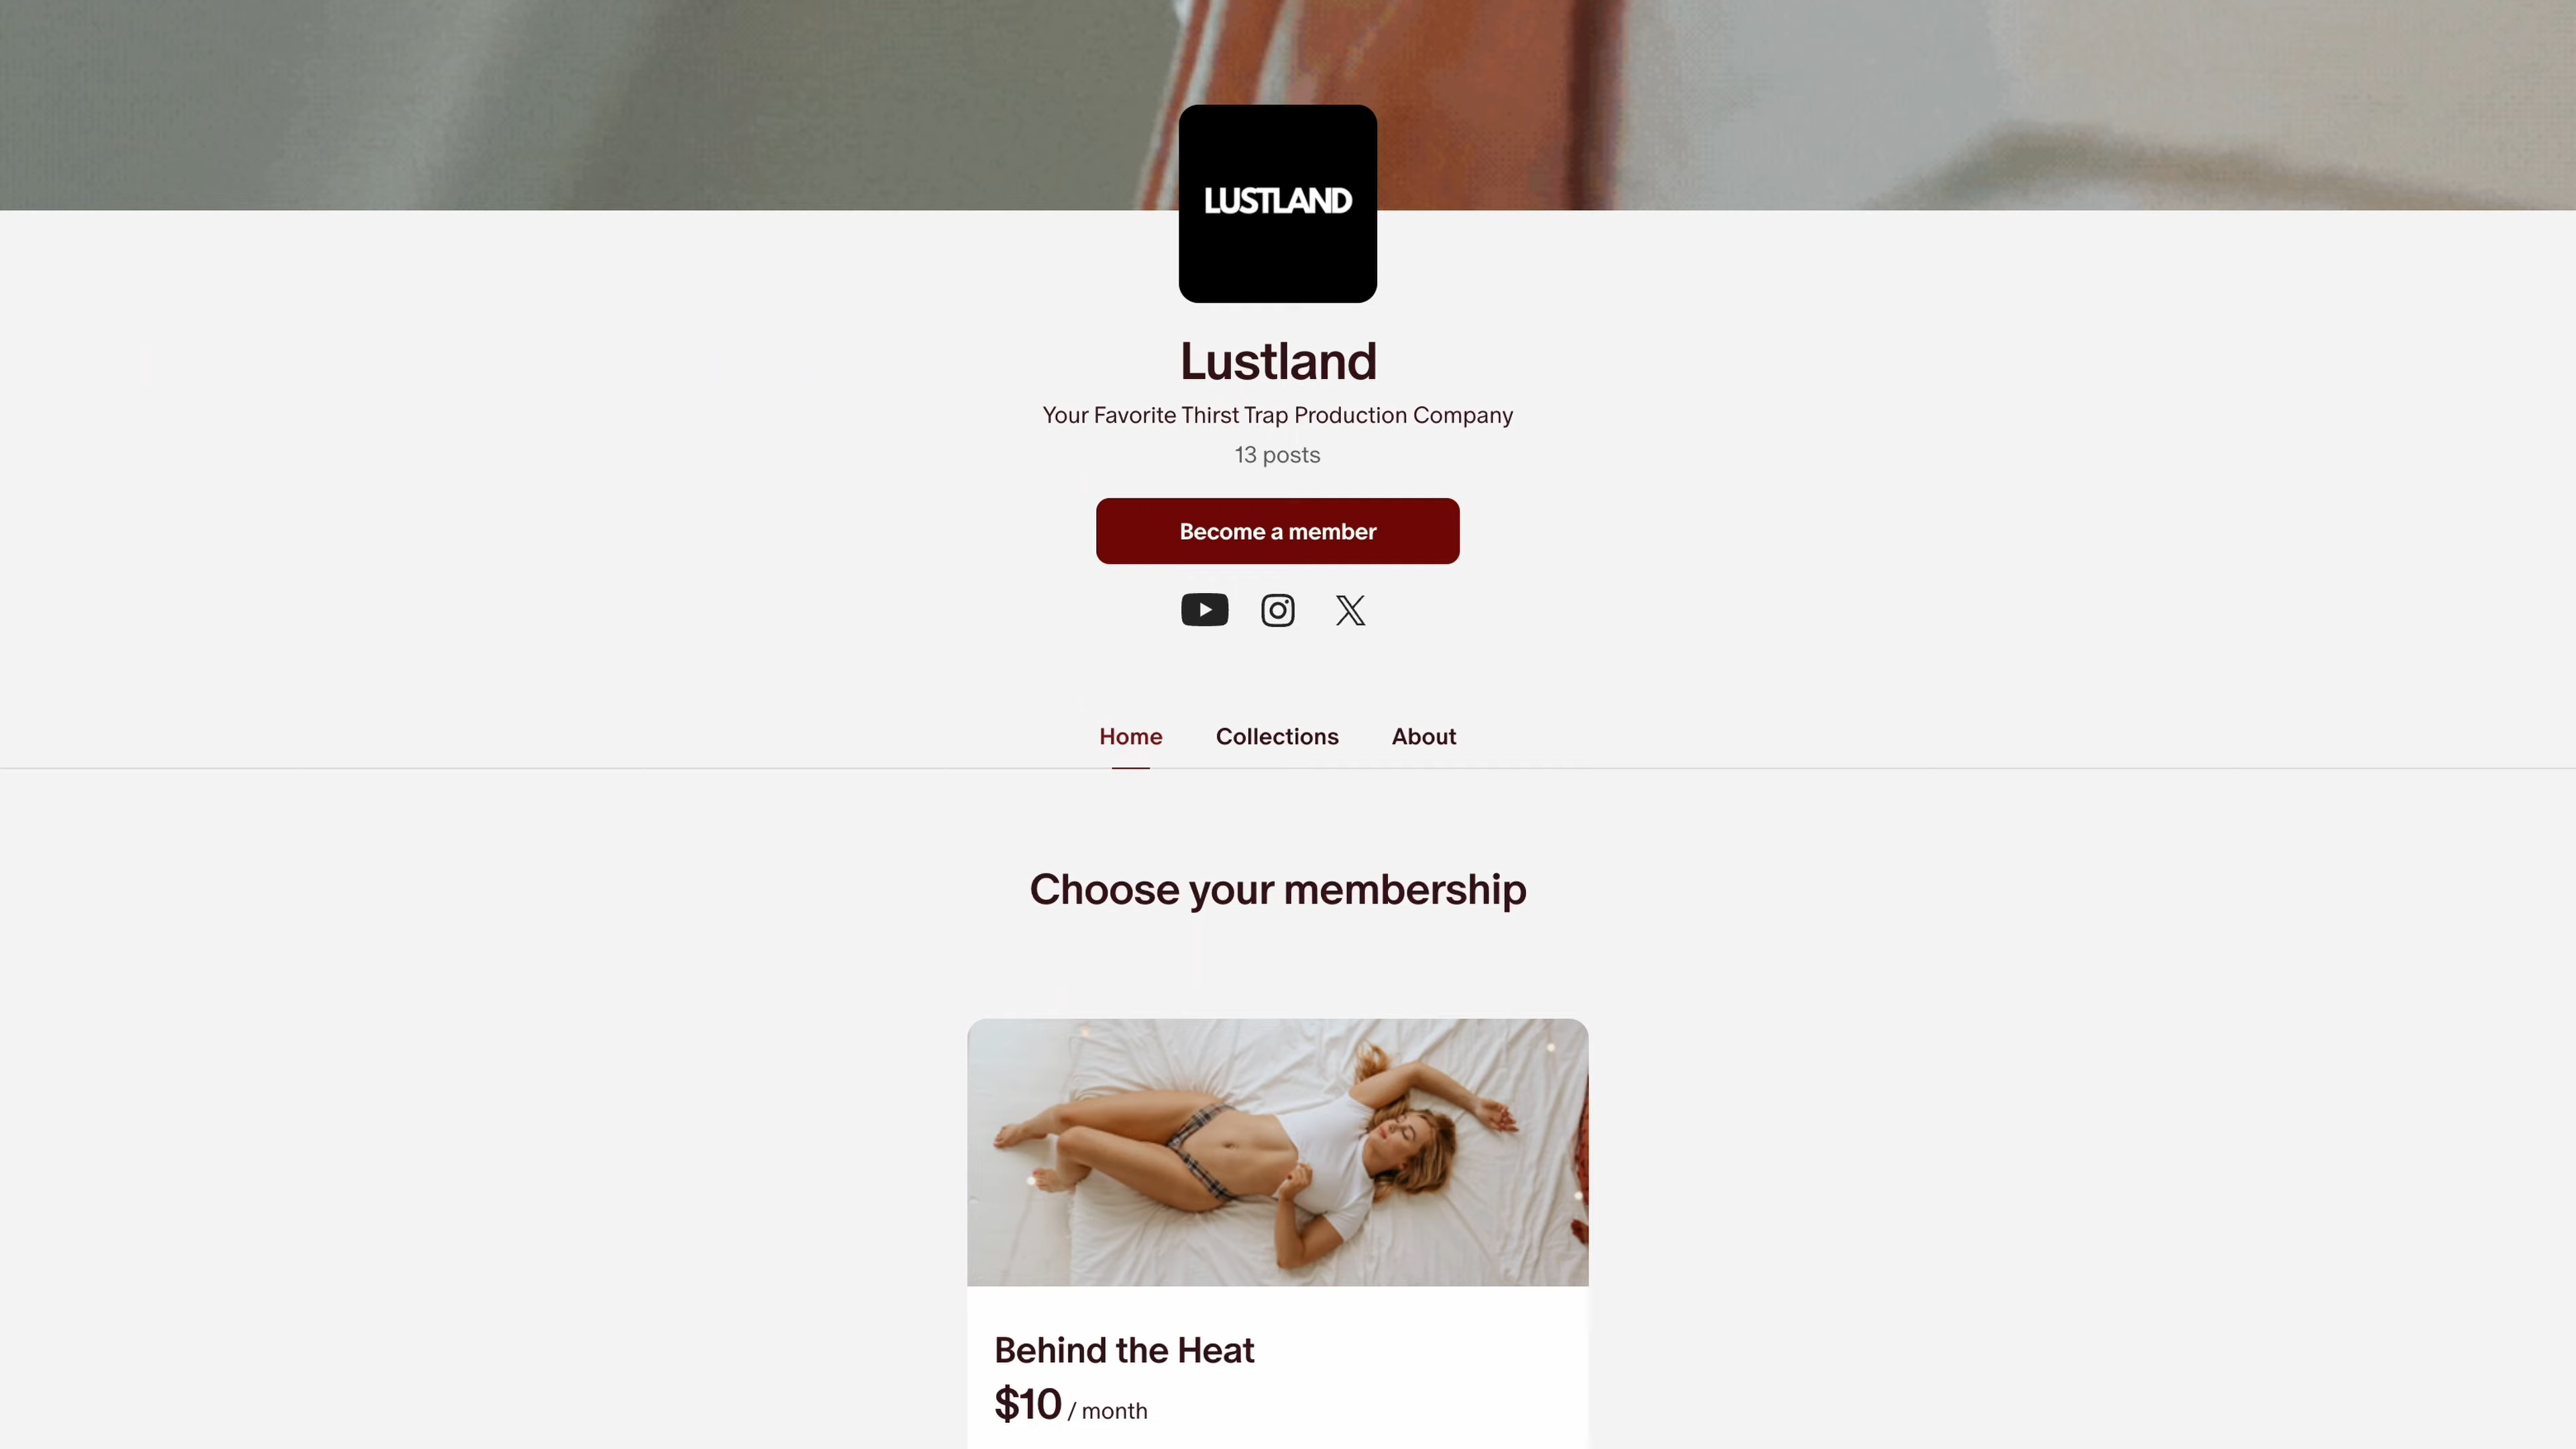 LUSTLAND
Lustland
Your Favorite Thirst Trap Production Company
13 posts
Become a member
Home
Collections
About
Choose your membership
Behind the Heat
$10 / month